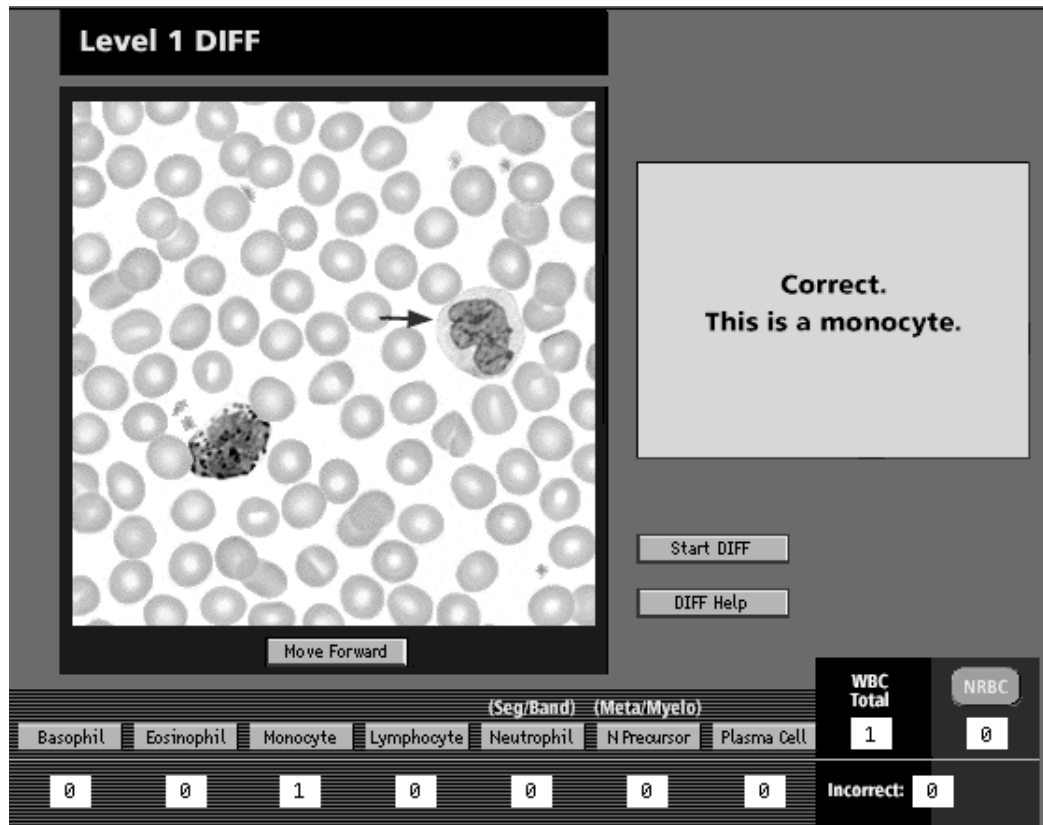 Level 1 DIFF
Correct.
This is a monocyte.
Start DIFF
DIFF Help
Move Forward
WBC
Total
NRBC
(Seg/Band) (Meta/Myelo)
Basophil Eosinophil Monocyte Lymphocyte Neutrophil N Precursor Plasma Cell 1 0
0 0 1 0 0 0 0 Incorrect: 0